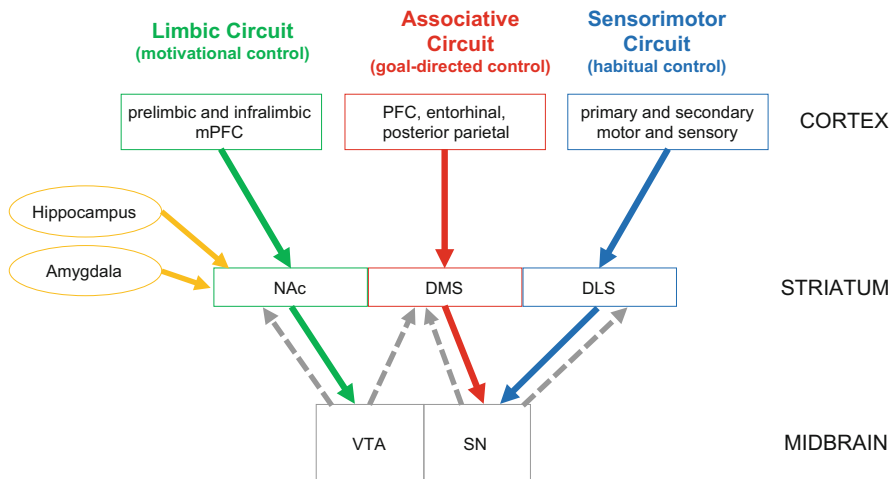 Limbic Circuit
(motivational control)
Associative
Circuit
(goal-directed control)
Sensorimotor
Circuit
(habitual control)
prelimbic and infralimbic
mPFC
PFC, entorhinal,
posterior parietal
primary and secondary
motor and sensory
CORTEX
Hippocampus
Amygdala
NAc
DMS
DLS
STRIATUM
VTA
SN
MIDBRAIN